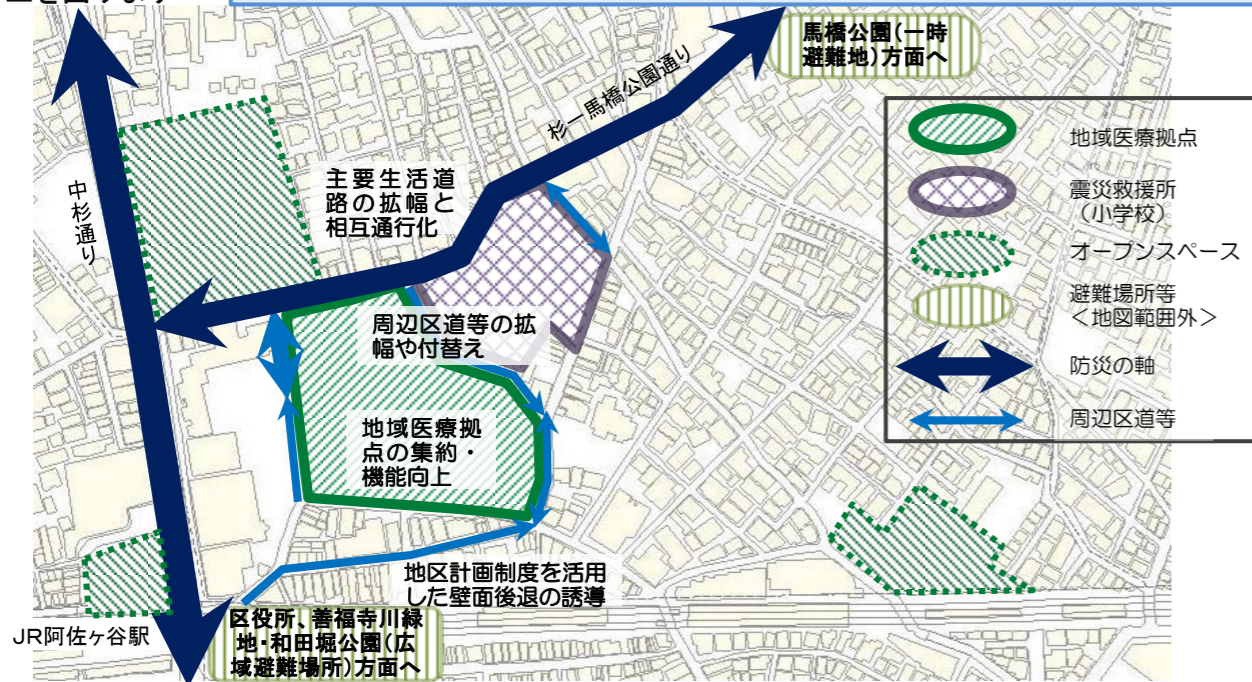 馬橋公園(一時
避難地)方面へ
杉一馬橋公園通り
中杉通り
主要生活道
路の拡幅と
相互通行化
周辺区道等の拡
幅や付替え
地域医療拠
点の集約・
機能向上
地区計画制度を活用
した壁面後退の誘導
JR阿佐ヶ谷駅
区役所、善福寺川緑
地・和田堀公園(広
域避難場所)方面へ
地域医療拠点
震災救援所
(小学校)
オープンスペース
避難場所等
<地図範囲外>
防災の軸
周辺区道等